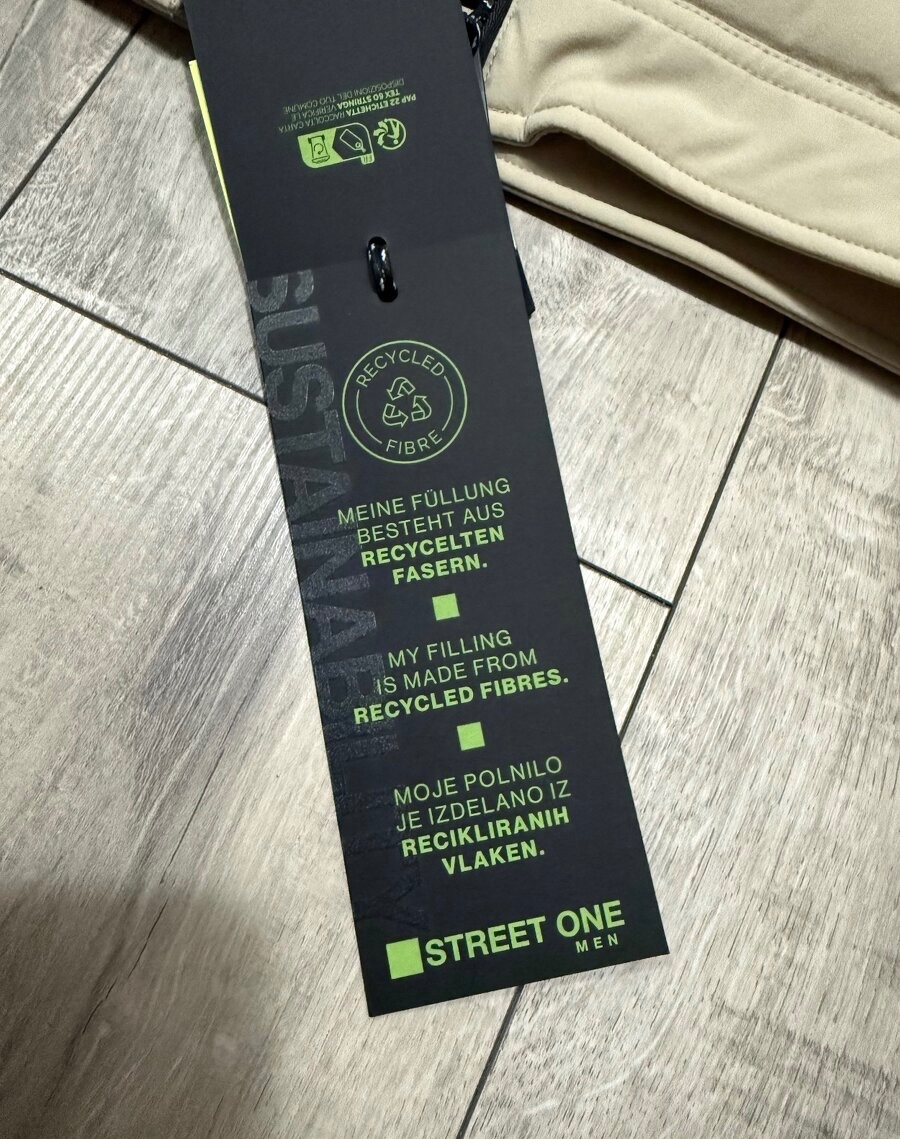 PAP 22 ETICHETTA RACCOLTA CARTA
TEX 60 STRINGA VERIFICA LE
DISPOSIZIONI DEL TUO COMUNE
SUSTAINABILITY
RECYCLED
FIBRE
MEINE FÜLLUNG
BESTEHT AUS
RECYCELTEN
FASERN.
MY FILLING
IS MADE FROM
RECYCLED FIBRES.
MOJE POLNILO
JE IZDELANO IZ
RECIKLIRANIH
VLAKEN.
STREET ONE
MEN